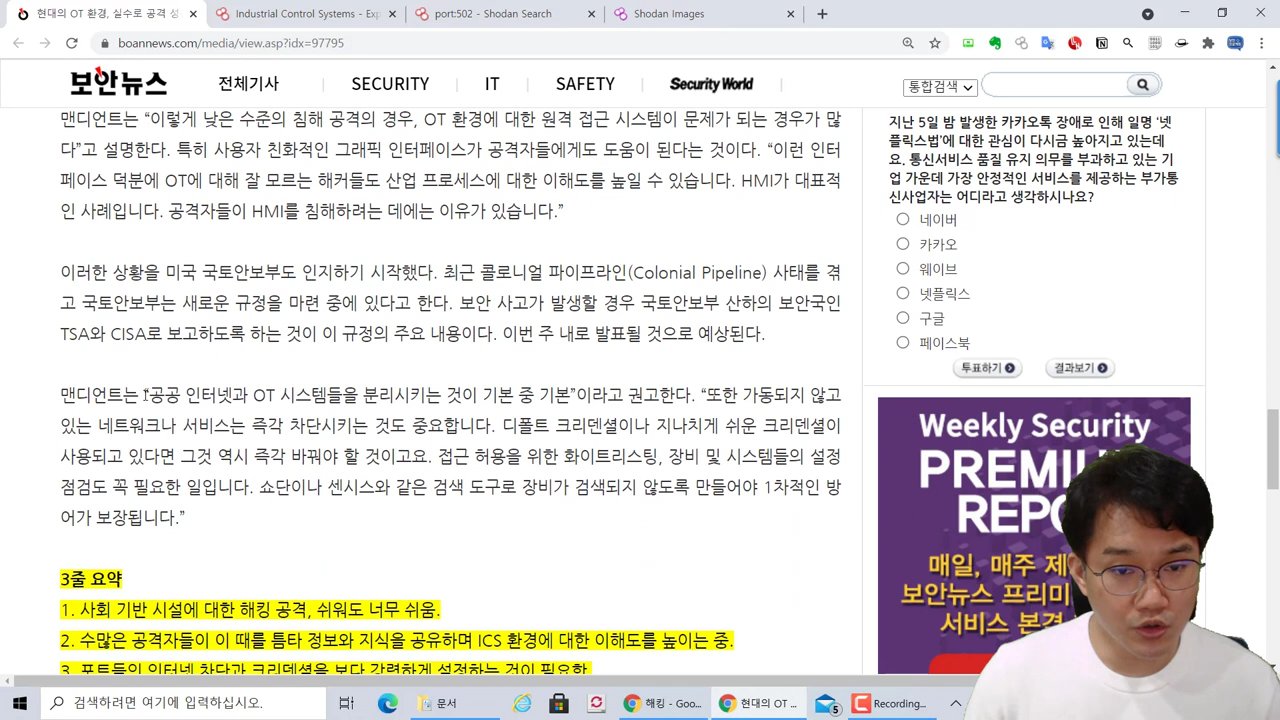 현대의 OT 환경, 실수로 공격 성
Industrial Control Systems - Exp
port:502 - Shodan Search
Shodan Images
boannews.com/media/view.asp?idx=97795
보안뉴스
전체기사
SECURITY
IT
SAFETY
Security World
통합검색
맨디언트는 “이렇게 낮은 수준의 침해 공격의 경우, OT 환경에 대한 원격 접근 시스템이 문제가 되는 경우가 많
다”고 설명한다. 특히 사용자 친화적인 그래픽 인터페이스가 공격자들에게도 도움이 된다는 것이다. “이런 인터
페이스 덕분에 OT에 대해 잘 모르는 해커들도 산업 프로세스에 대한 이해도를 높일 수 있습니다. HMI가 대표적
인 사례입니다. 공격자들이 HMI를 침해하려는 데에는 이유가 있습니다.”
이러한 상황을 미국 국토안보부도 인지하기 시작했다. 최근 콜로니얼 파이프라인(Colonial Pipeline) 사태를 겪
고 국토안보부는 새로운 규정을 마련 중에 있다고 한다. 보안 사고가 발생할 경우 국토안보부 산하의 보안국인
TSA와 CISA로 보고하도록 하는 것이 이 규정의 주요 내용이다. 이번 주 내로 발표될 것으로 예상된다.
맨디언트는 “공공 인터넷과 OT 시스템들을 분리시키는 것이 기본 중 기본”이라고 권고한다. “또한 가동되지 않고
있는 네트워크나 서비스는 즉각 차단시키는 것도 중요합니다. 디폴트 크리덴셜이나 지나치게 쉬운 크리덴셜이
사용되고 있다면 그것 역시 즉각 바꿔야 할 것이고요. 접근 허용을 위한 화이트리스팅, 장비 및 시스템들의 설정
점검도 꼭 필요한 일입니다. 쇼단이나 센시스와 같은 검색 도구로 장비가 검색되지 않도록 만들어야 1차적인 방
어가 보장됩니다.”
3줄 요약
1. 사회 기반 시설에 대한 해킹 공격, 쉬워도 너무 쉬움.
2. 수많은 공격자들이 이 때를 틈타 정보와 지식을 공유하며 ICS 환경에 대한 이해도를 높이는 중.
3. 포트들의 인터넷 차단과 크리덴셜을 보다 강력하게 설정하는 것이 필요함.
지난 5일 밤 발생한 카카오톡 장애로 인해 일명 ‘넷
플릭스법’에 대한 관심이 다시금 높아지고 있는데
요. 통신서비스 품질 유지 의무를 부과하고 있는 기
업 가운데 가장 안정적인 서비스를 제공하는 부가통
신사업자는 어디라고 생각하시나요?
네이버
카카오
웨이브
넷플릭스
구글
페이스북
투표하기
결과보기
Weekly Security
PREMI
REPO
매일, 매주 제
보안뉴스 프리미
서비스 본격
검색하려면 여기에 입력하십시오.
문서
해킹 - Goo...
현대의 OT ...
5
Recording...